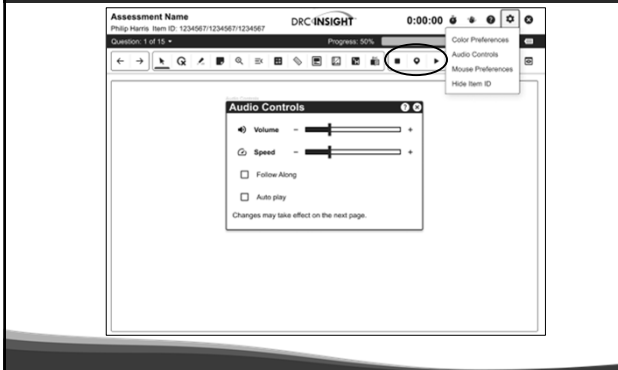 Assessment Name
Philip Harris Item ID: 1234567/1234567/1234567
DRC INSIGHT
0:00:00
Question: 1 of 15
Progress: 50%
Color Preferences
Audio Controls
Mouse Preferences
Hide Item ID
Audio Controls
Volume - +
Speed - +
Follow Along
Auto play
Changes may take effect on the next page.